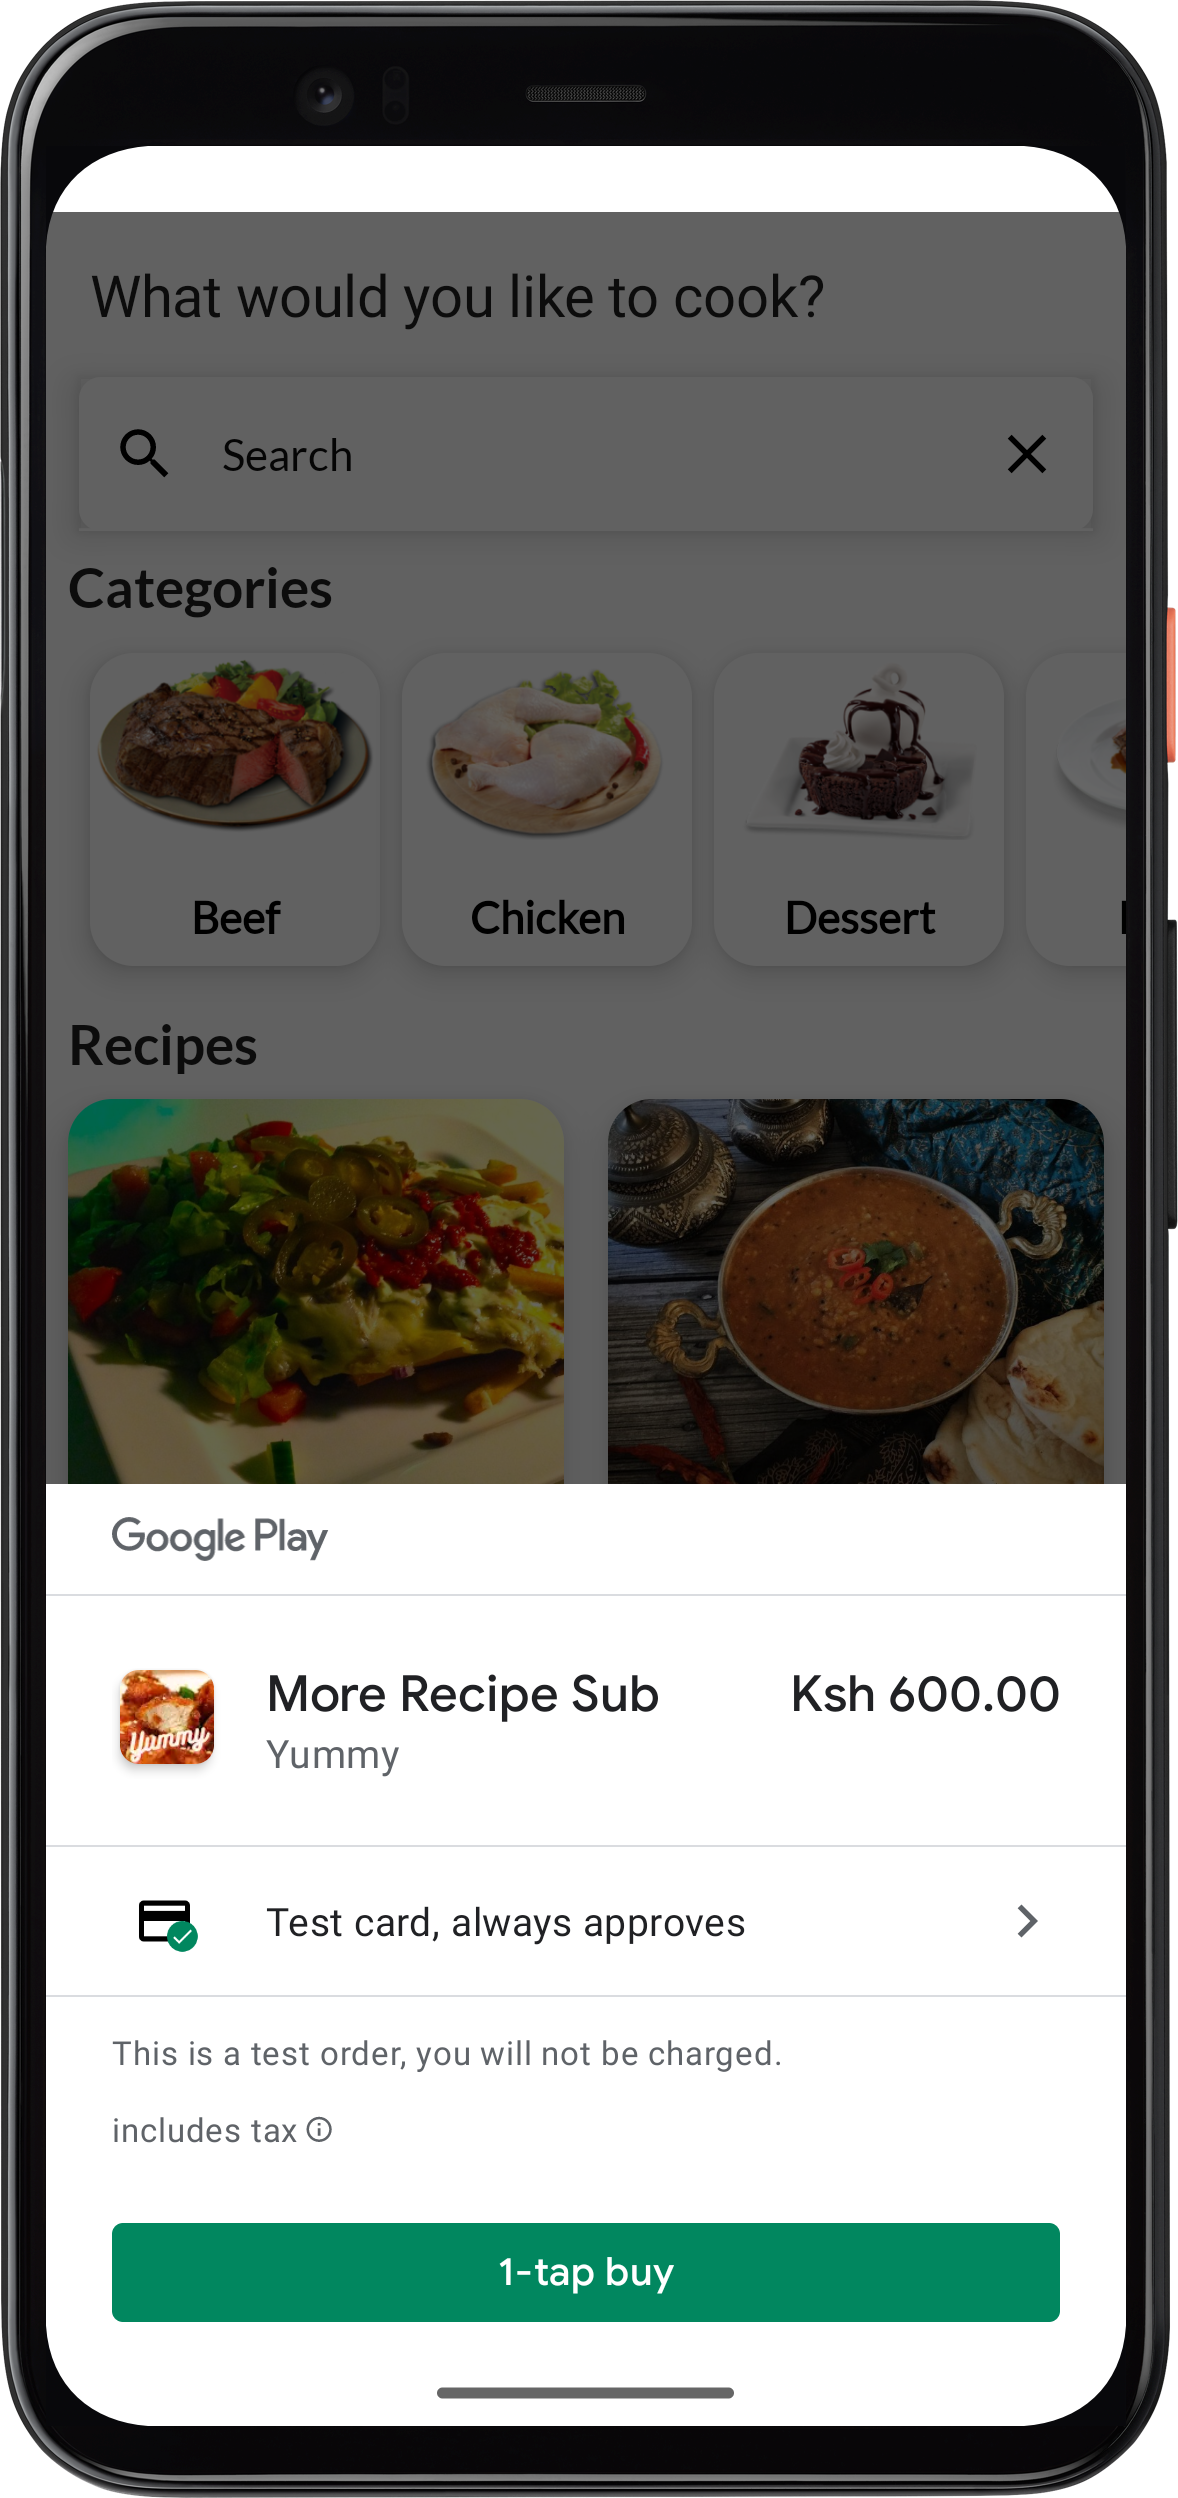 What would you like to cook?
Search
Categories
Beef
Chicken
Dessert
Recipes
Google Play
More Recipe Sub
Ksh 600.00
Yummy
Yummy
Test card, always approves
This is a test order, you will not be charged.
includes tax
1-tap buy